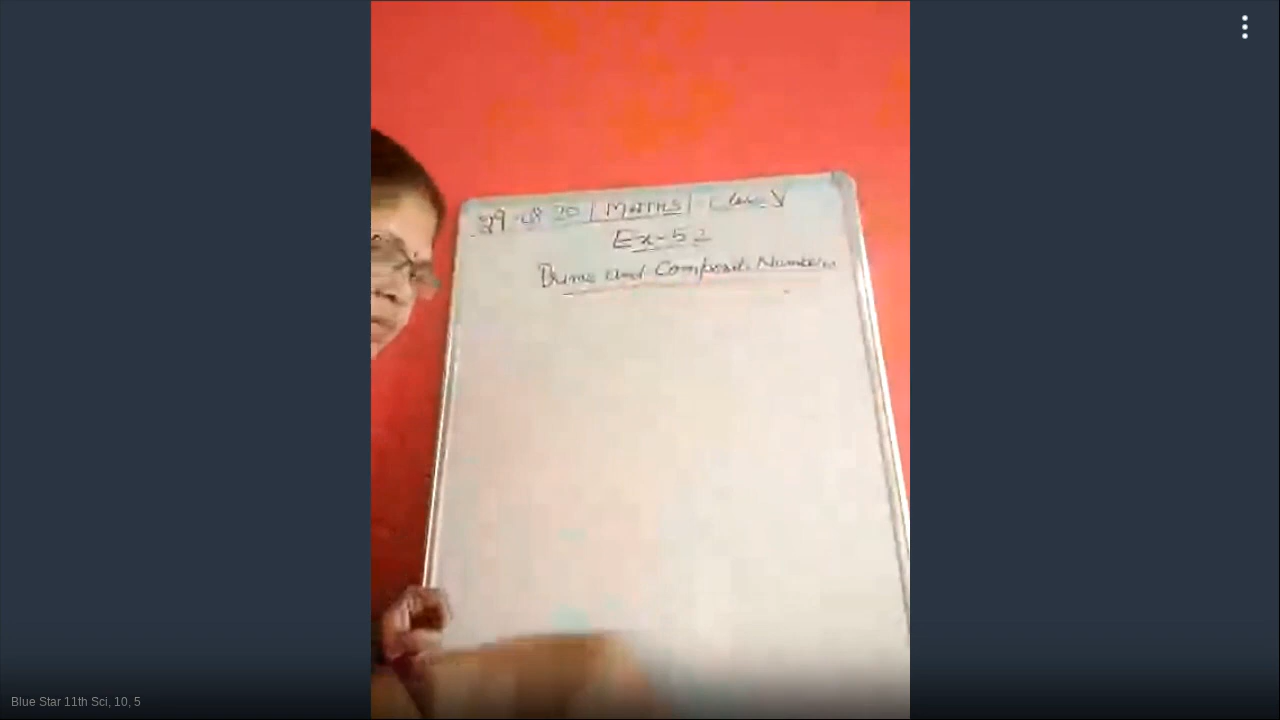 29-08-20 | MATHS | Class V
Ex-5.2
Prime and Composite Numbers
Blue Star 11th Sci, 10, 5